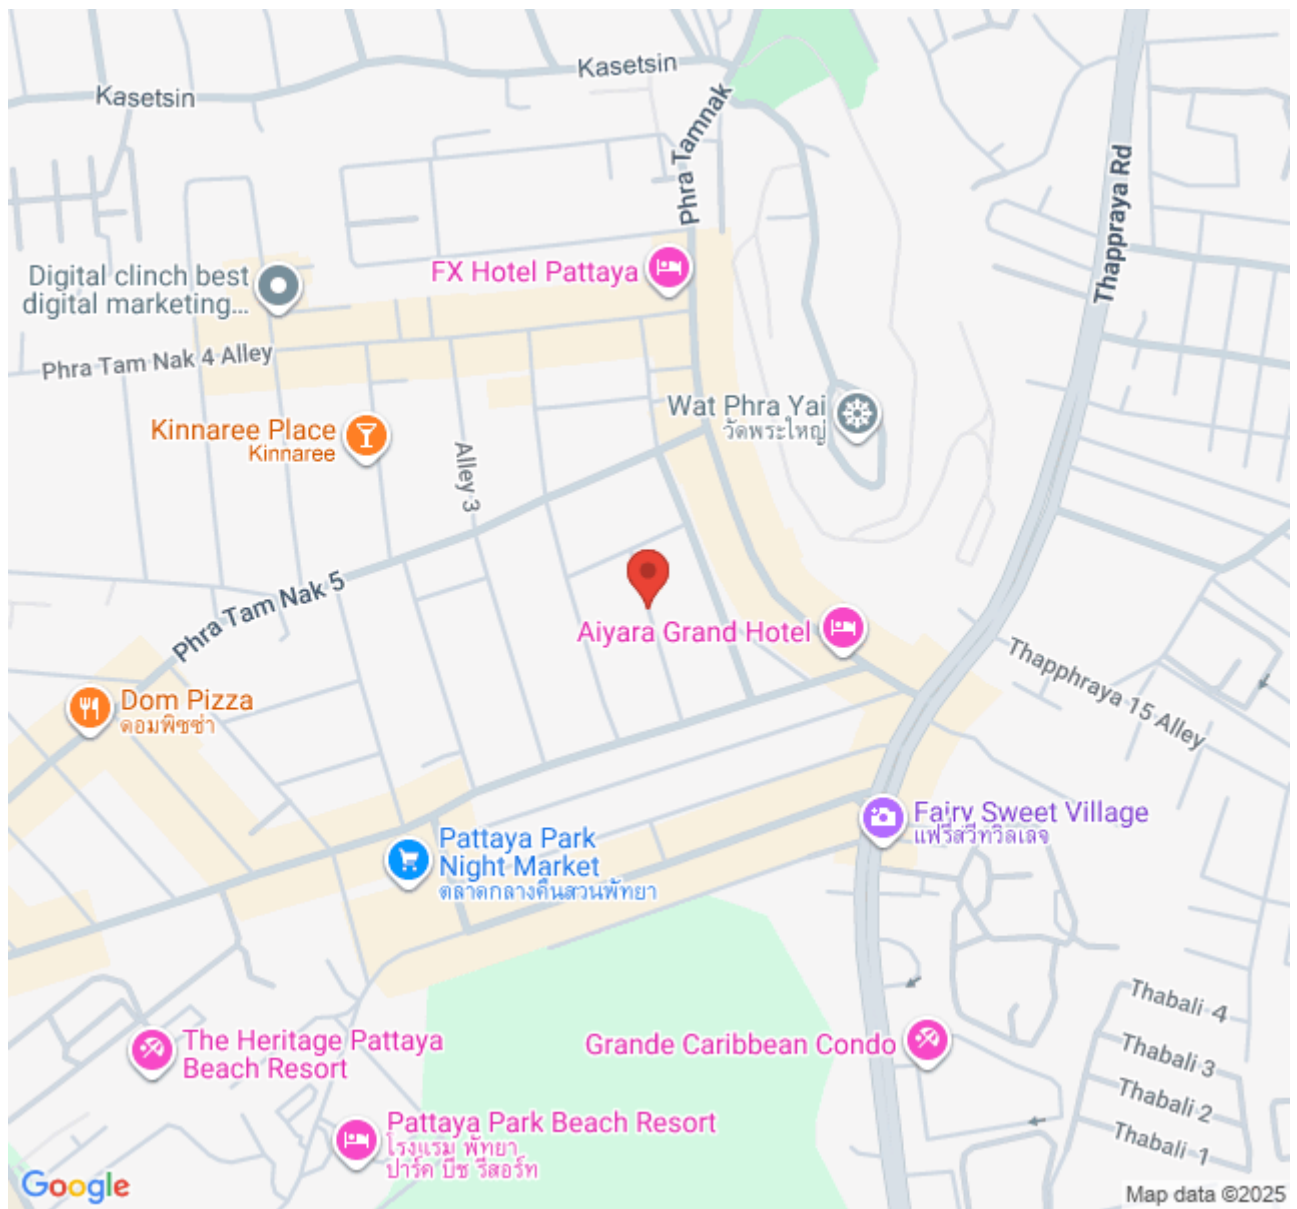 Kasetsin
Kasetsin
Phra Tamnak
Thappraya Rd
FX Hotel Pattaya
Digital clinch best
digital marketing...
Phra Tam Nak 4 Alley
Wat Phra Yai
วัดพระใหญ่
Kinnaree Place
Kinnaree
Alley 3
Phra Tam Nak 5
Aiyara Grand Hotel
Thapphraya 15 Alley
Dom Pizza
ดอมพิซซ่า
Fairy Sweet Village
แฟรี่สวีทวิลเลจ
Pattaya Park
Night Market
ตลาดกลางคืนสวนพัทยา
Thabali 4
The Heritage Pattaya
Beach Resort
Grande Caribbean Condo
Thabali 3
Thabali 2
Pattaya Park Beach Resort
โรงแรม พัทยา
ปาร์ค บีช รีสอร์ท
Thabali 1
Google
Map data ©2025